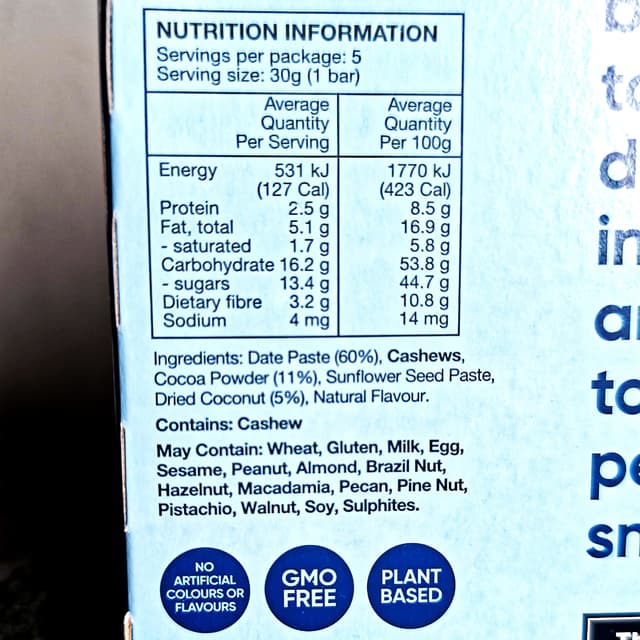 NUTRITION INFORMATION
Servings per package: 5
Serving size: 30g (1 bar)
Average Quantity Per Serving Average Quantity Per 100g
Energy 531 kJ 1770 kJ
(127 Cal) (423 Cal)
Protein 2.5 g 8.5 g
Fat, total 5.1 g 16.9 g
- saturated 1.7 g 5.8 g
Carbohydrate 16.2 g 53.8 g
- sugars 13.4 g 44.7 g
Dietary fibre 3.2 g 10.8 g
Sodium 4 mg 14 mg
Ingredients: Date Paste (60%), Cashews,
Cocoa Powder (11%), Sunflower Seed Paste,
Dried Coconut (5%), Natural Flavour.
Contains: Cashew
May Contain: Wheat, Gluten, Milk, Egg,
Sesame, Peanut, Almond, Brazil Nut,
Hazelnut, Macadamia, Pecan, Pine Nut,
Pistachio, Walnut, Soy, Sulphites.
NO
ARTIFICIAL
COLOURS OR
FLAVOURS
GMO
FREE
PLANT
BASED